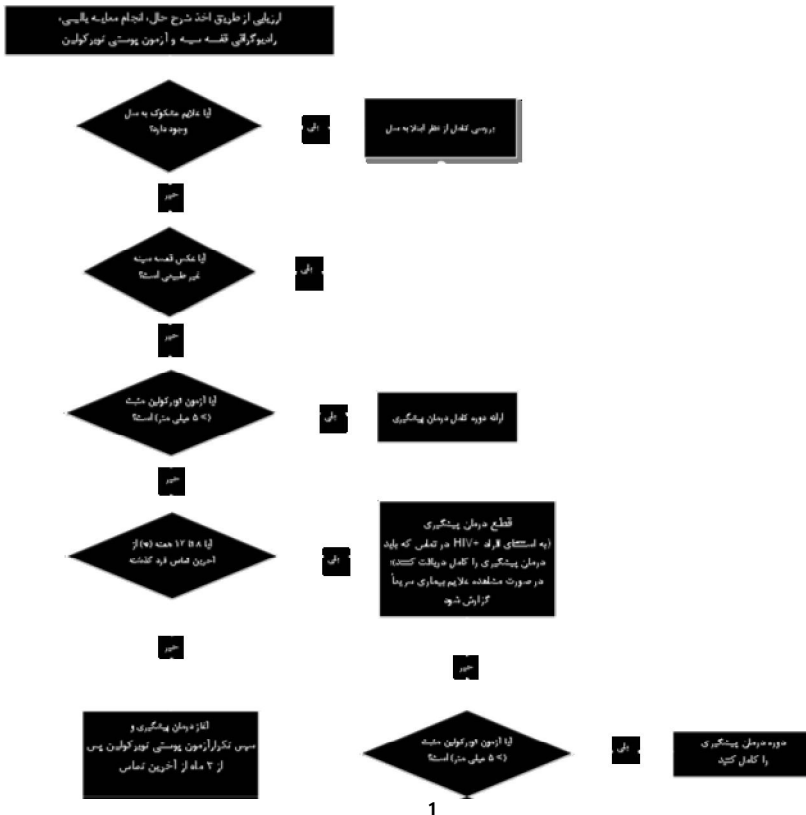 ارزیابی از طریق اخذ شرح حال، انجام معاینه بالینی،
رادیوگرافی قفسه سینه و آزمون پوستی توبرکولین
آیا علایم مشکوک به سل
وجود دارد؟
بلی
بررسی کامل از نظر ابتلا به سل
خیر
آیا عکس قفسه سینه
غیر طبیعی است؟
بلی
خیر
آیا آزمون توبرکولین مثبت
(> ۵ میلی متر) است؟
بلی
ارائه دوره کامل درمان پیشگیری
خیر
آیا ۸ تا ۱۲ هفته (*) از
آخرین تماس فرد گذشته
بلی
قطع درمان پیشگیری
(به استثنای افراد HIV+ در تماس که باید
درمان پیشگیری را کامل دریافت کنند)؛
در صورت مشاهده علایم بیماری سریعاً
گزارش شود
خیر
خیر
آغاز درمان پیشگیری و
سپس تکرار آزمون پوستی توبرکولین پس
از ۳ ماه از آخرین تماس
آیا آزمون توبرکولین مثبت
(> ۵ میلی متر) است؟
بلی
دوره درمان پیشگیری
را کامل کنید
1